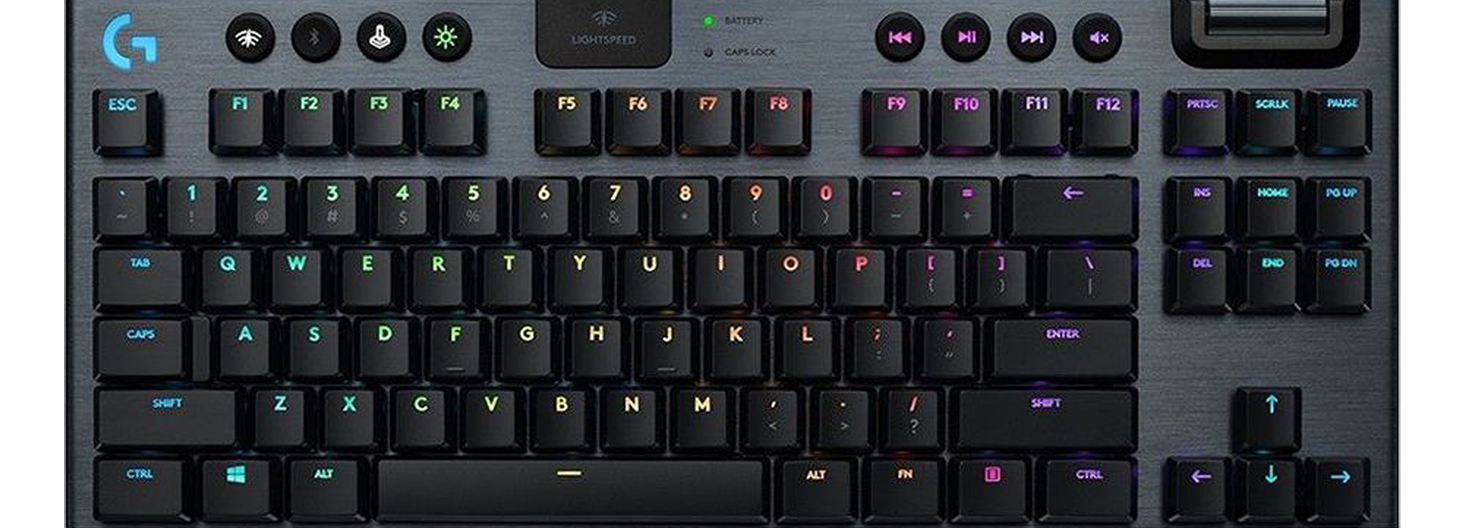 G
LIGHTSPEED BATTERY
CAPS LOCK
ESC F1 F2 F3 F4 F5 F6 F7 F8 F9 F10 F11 F12 PRTSC SCRLK PAUSE
` 1 2 3 4 5 6 7 8 9 0 - = ← INS HOME PG UP
~ ! @ # $ % ^ & * ( ) — +
TAB Q W E R T Y U I O P [ ] \ DEL END PG DN
{ } |
CAPS A S D F G H J K L ; ' ENTER
: "
SHIFT Z X C V B N M , . / SHIFT ↑
< > ?
CTRL ALT ALT FN CTRL ← ↓ →